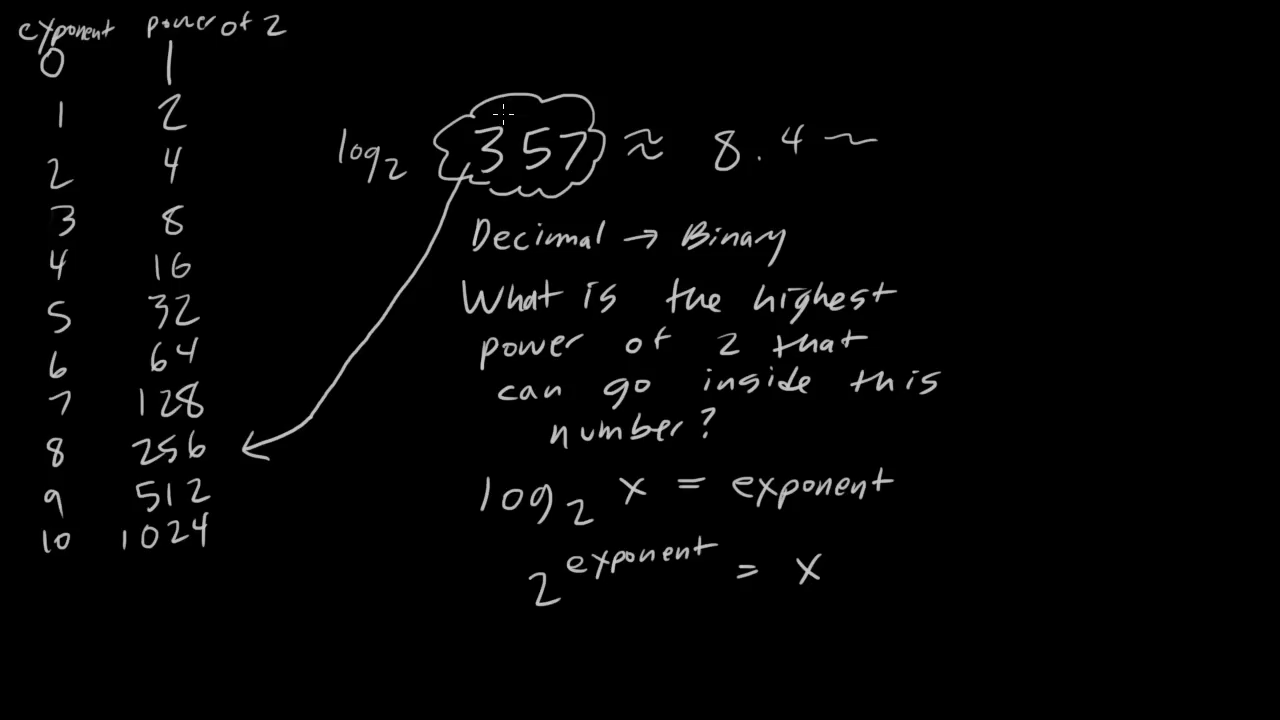 exponent power of 2
0 1
1 2
2 4
3 8
4 16
5 32
6 64
7 128
8 256
9 512
10 1024
log₂ 357 ≈ 8.4~
Decimal → Binary
What is the highest
power of 2 that
can go inside this
number?
log₂ x = exponent
2^exponent = x